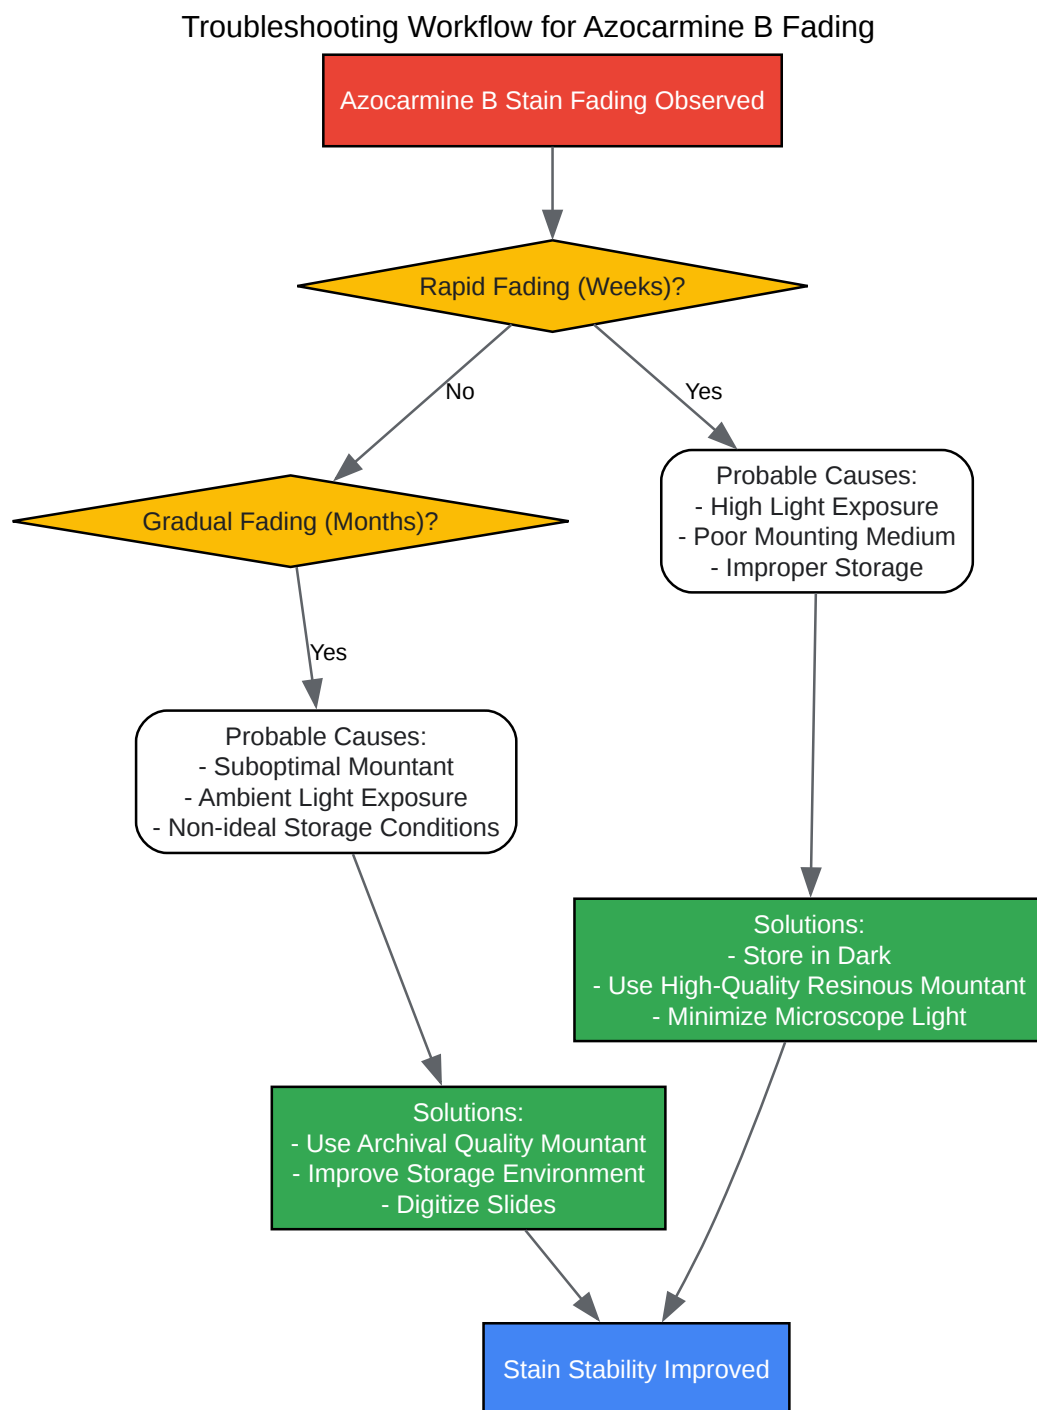 Troubleshooting Workflow for Azocarmine B Fading
Azocarmine B Stain Fading Observed
Rapid Fading (Weeks)?
No
Yes
Gradual Fading (Months)?
Probable Causes:
- High Light Exposure
- Poor Mounting Medium
- Improper Storage
Yes
Probable Causes:
- Suboptimal Mountant
- Ambient Light Exposure
- Non-ideal Storage Conditions
Solutions:
- Store in Dark
- Use High-Quality Resinous Mountant
- Minimize Microscope Light
Solutions:
- Use Archival Quality Mountant
- Improve Storage Environment
- Digitize Slides
Stain Stability Improved